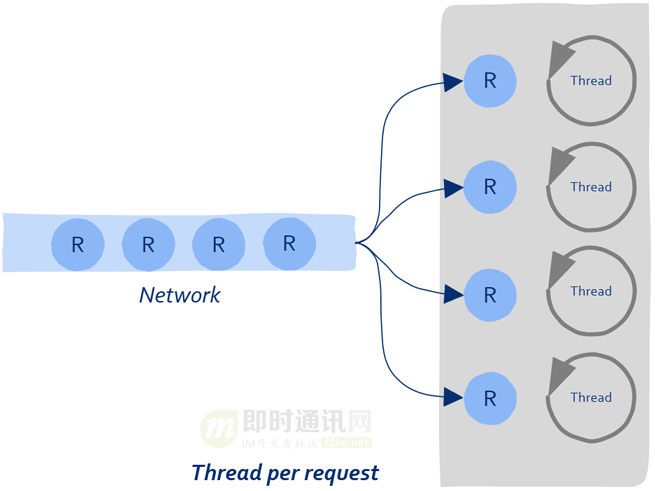 R
Thread
R
Thread
R R R R
Network
R
Thread
R
Thread
即时通讯网
IM开发者社区 52im.net
Thread per request